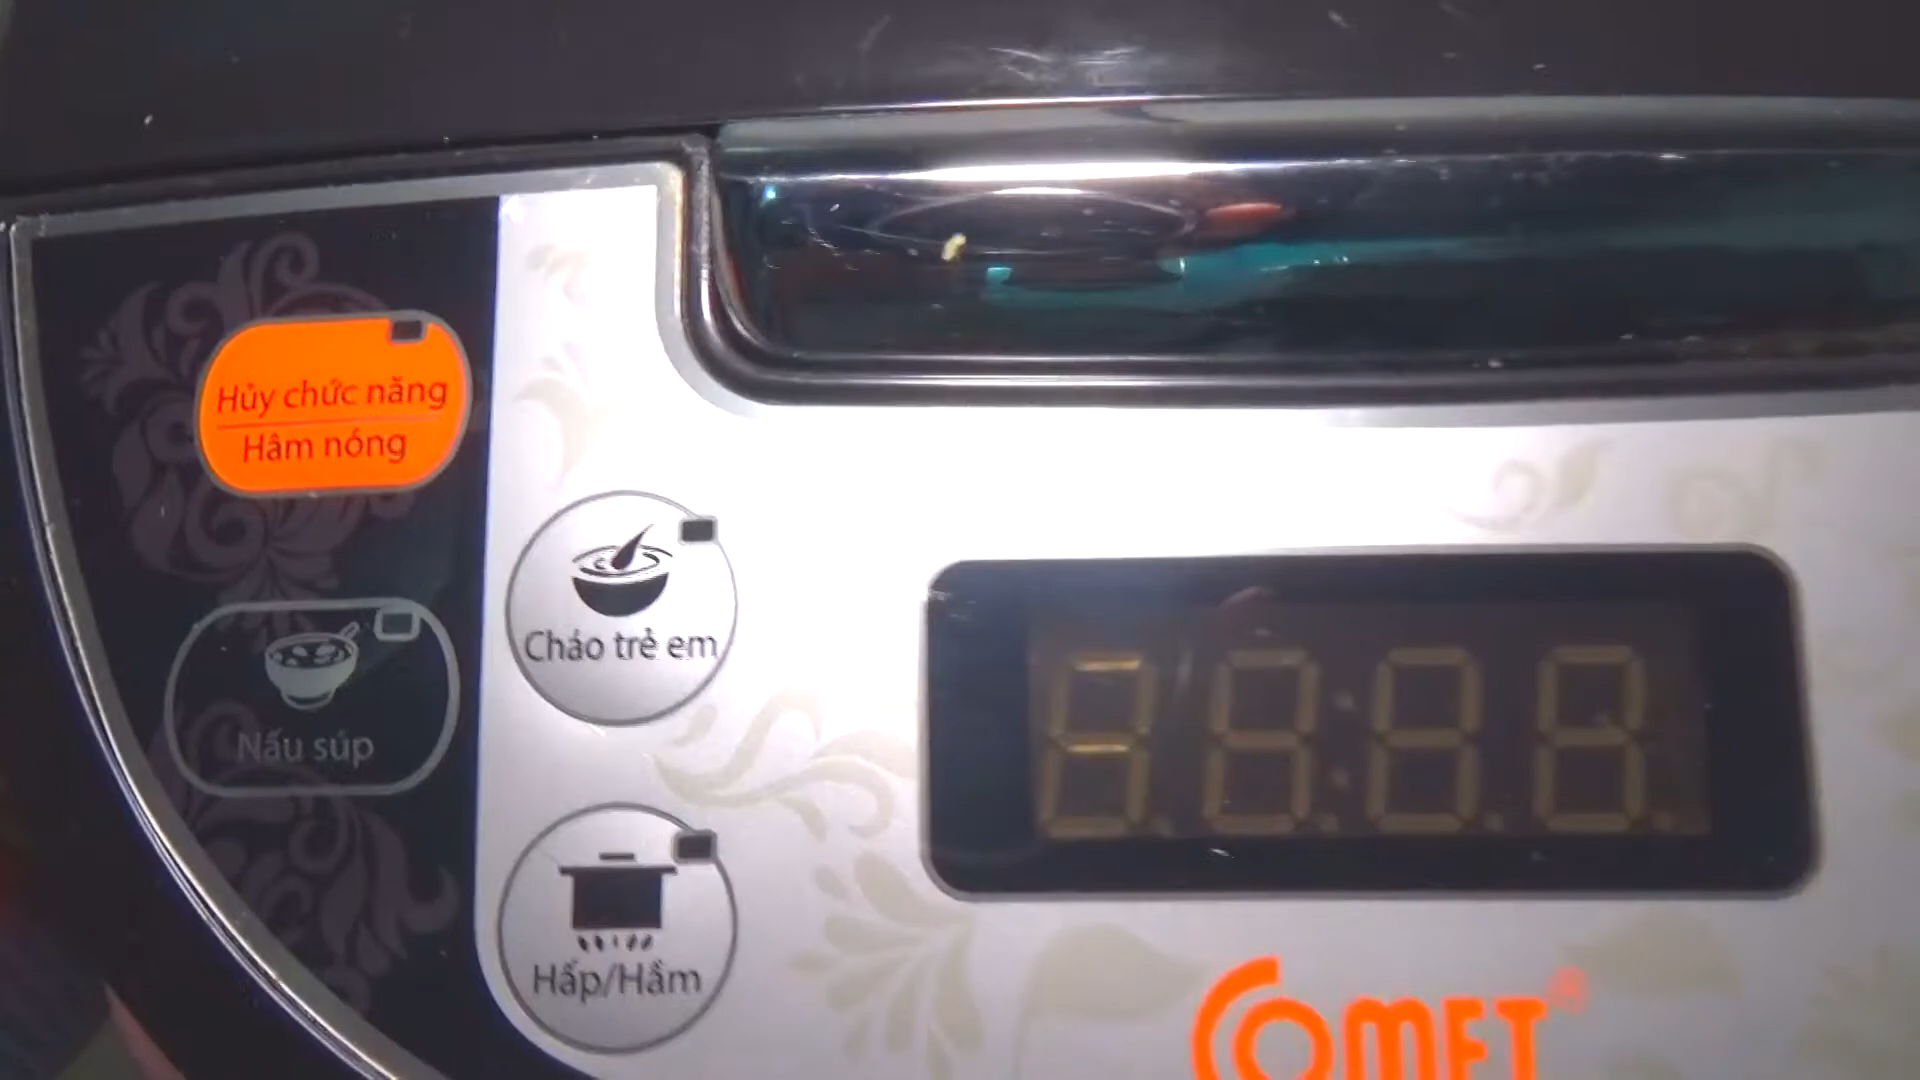 Hủy chức năng
Hâm nóng
Cháo trẻ em
Nấu súp
Hấp/Hầm
COMET®